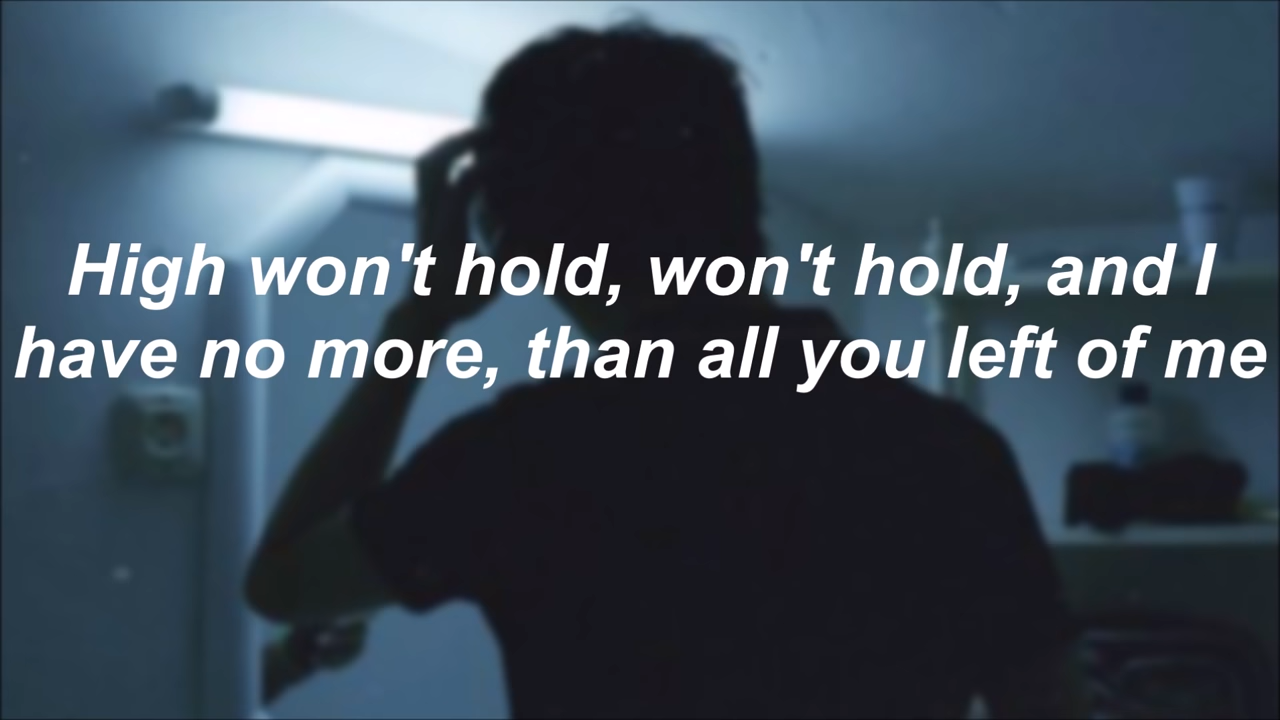 High won't hold, won't hold, and I
have no more, than all you left of me